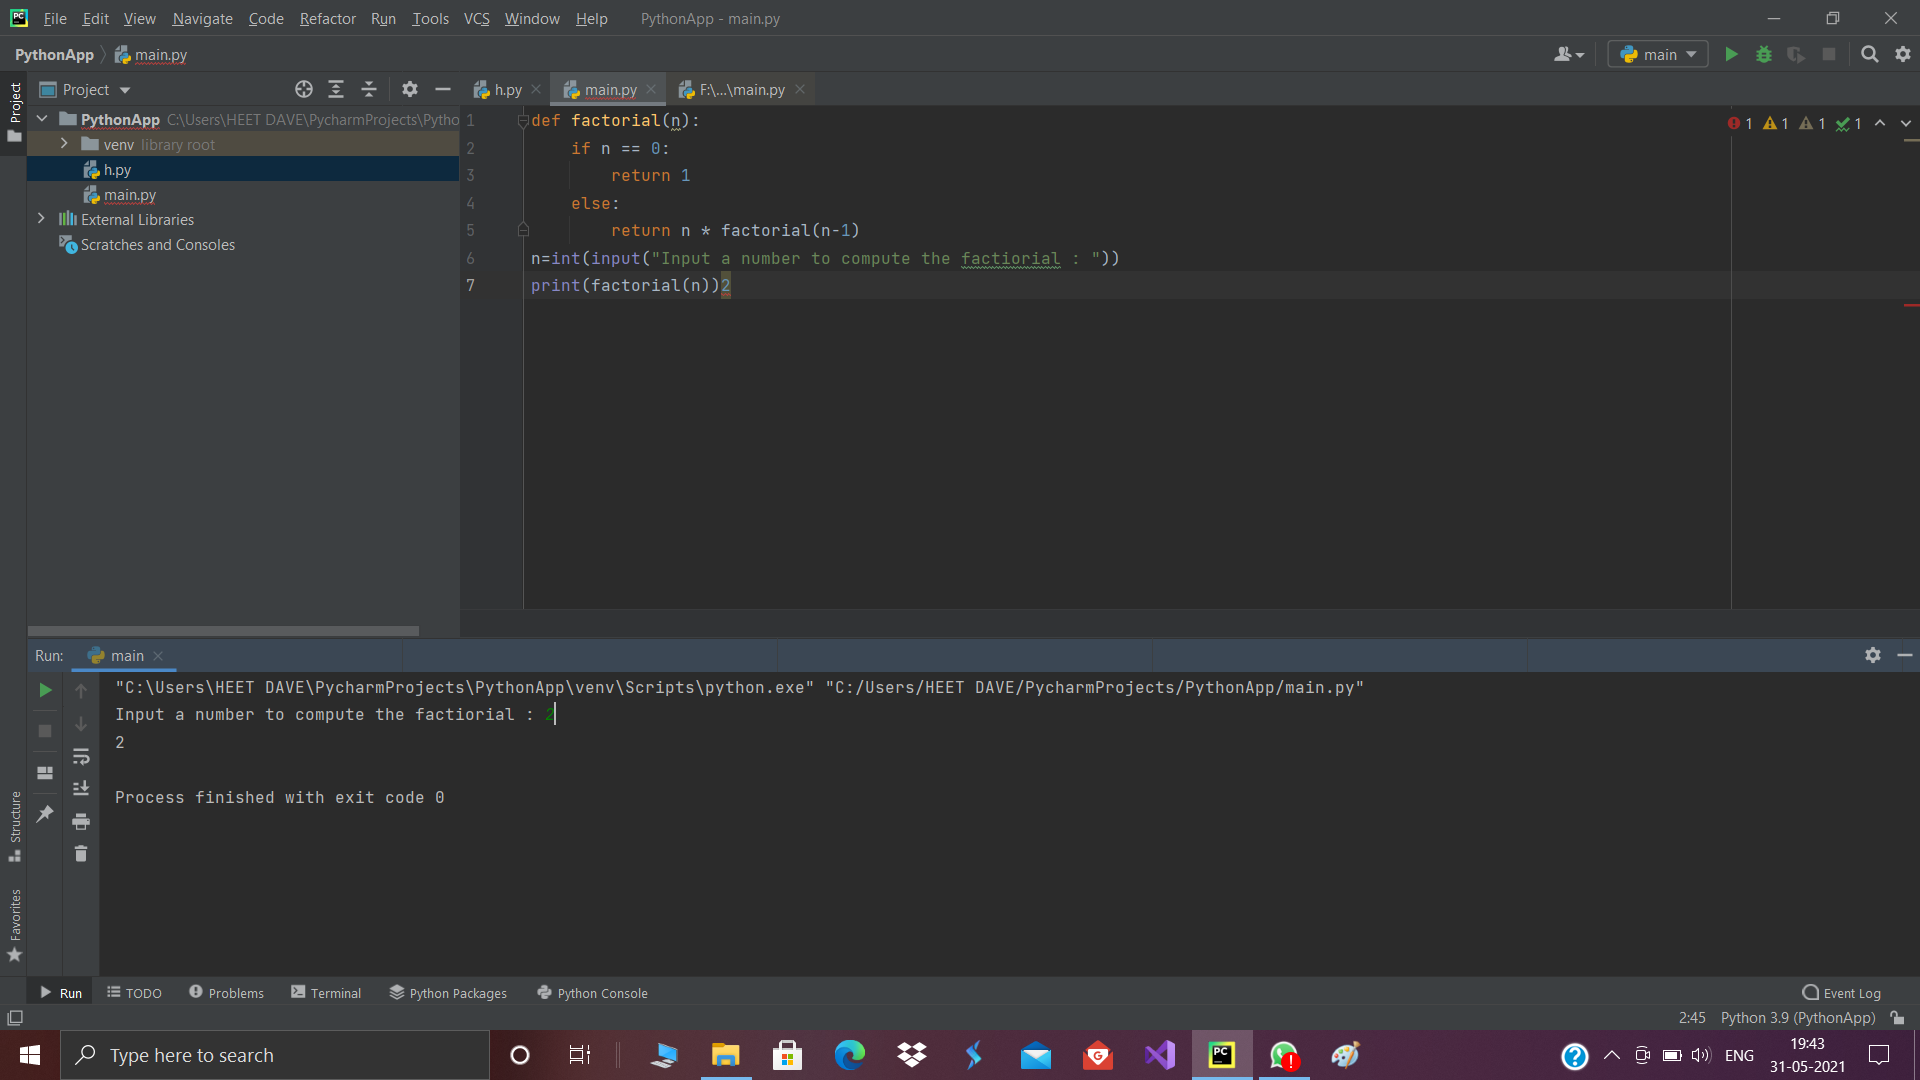 File Edit View Navigate Code Refactor Run Tools VCS Window Help PythonApp - main.py
PythonApp main.py main
Project Project h.py main.py F:\...\main.py
PythonApp C:\Users\HEET DAVE\PycharmProjects\Pytho
venv library root
h.py
main.py
External Libraries
Scratches and Consoles
1 def factorial(n):
2 if n == 0:
3 return 1
4 else:
5 return n * factorial(n-1)
6 n=int(input("Input a number to compute the factiorial : "))
7 print(factorial(n))2
1 1 1 1
Run: main
"C:\Users\HEET DAVE\PycharmProjects\PythonApp\venv\Scripts\python.exe" "C:/Users/HEET DAVE/PycharmProjects/PythonApp/main.py"
Input a number to compute the factiorial : 2
2
Process finished with exit code 0
Structure
Favorites
Run TODO Problems Terminal Python Packages Python Console Event Log
2:45 Python 3.9 (PythonApp)
Type here to search
ENG
19:43
31-05-2021